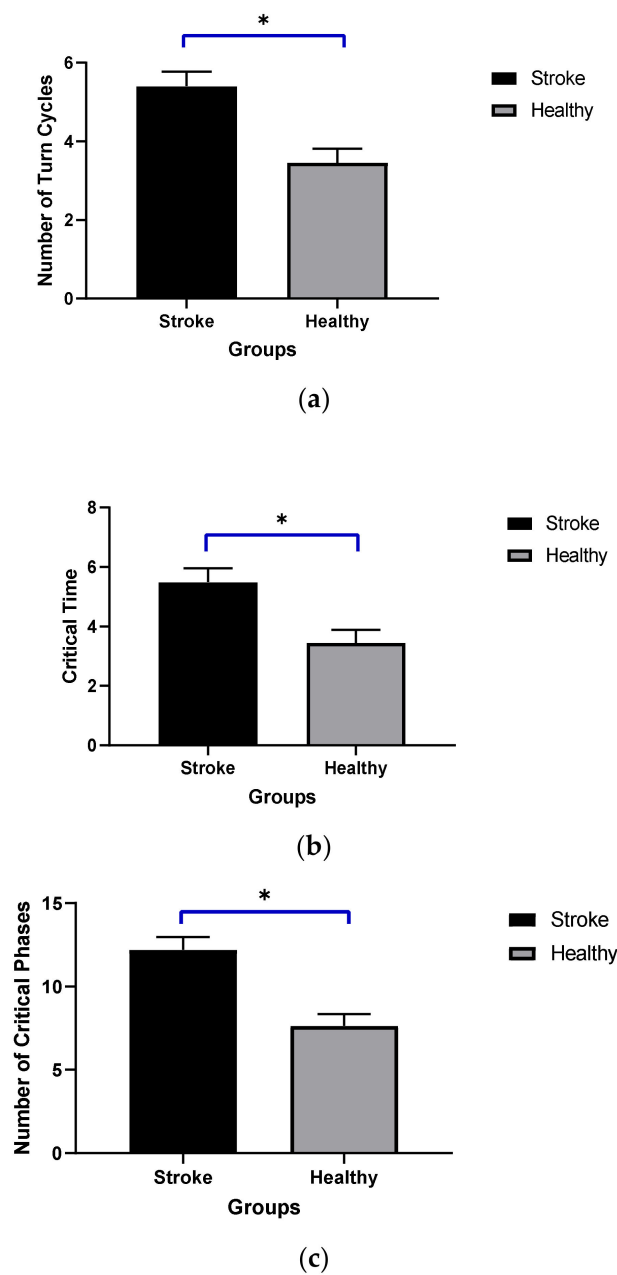 *
6
4
2
0
Number of Turn Cycles
Stroke
Healthy
Groups
Stroke
Healthy
(a)
*
8
6
4
2
0
Critical Time
Stroke
Healthy
Groups
Stroke
Healthy
(b)
*
15
10
5
0
Number of Critical Phases
Stroke
Healthy
Groups
Stroke
Healthy
(c)